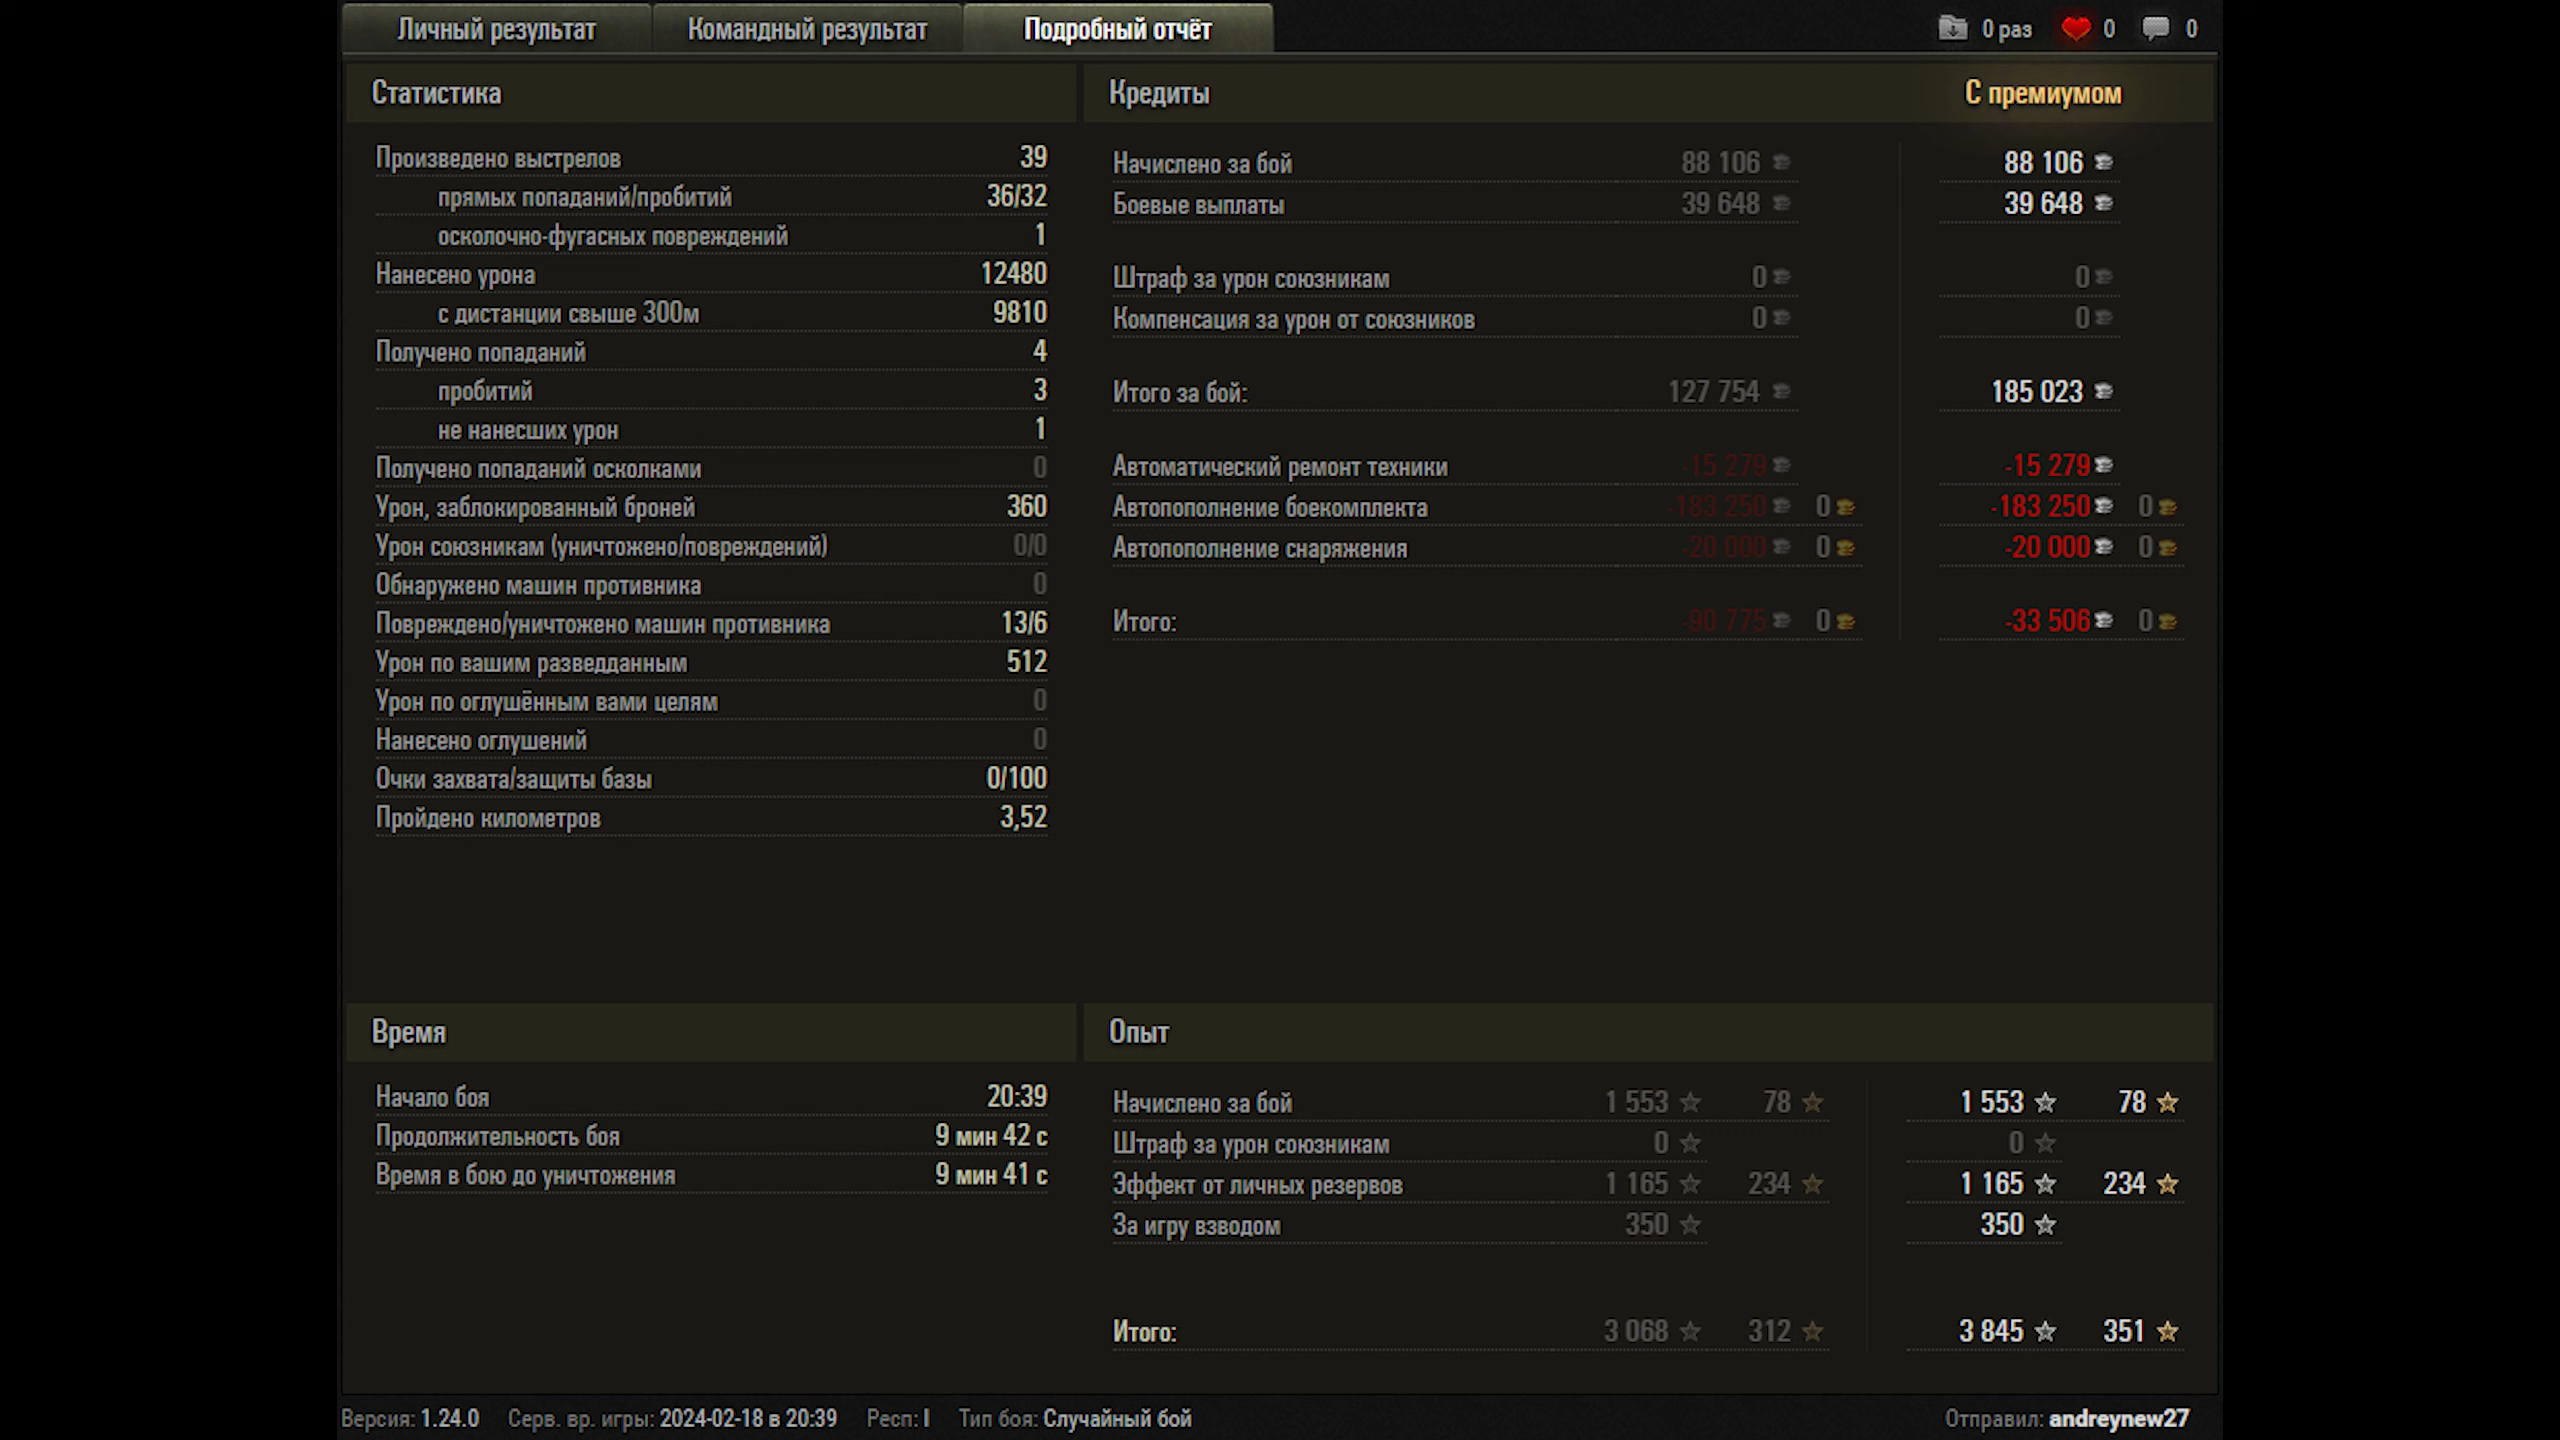 Личный результат Командный результат Подробный отчёт 0 раз 0 0
Статистика
Произведено выстрелов 39
прямых попаданий/пробитий 36/32
осколочно-фугасных повреждений 1
Нанесено урона 12480
с дистанции свыше 300м 9810
Получено попаданий 4
пробитий 3
не нанесших урон 1
Получено попаданий осколками 0
Урон, заблокированный броней 360
Урон союзникам (уничтожено/повреждений) 0/0
Обнаружено машин противника 0
Повреждено/уничтожено машин противника 13/6
Урон по вашим разведданным 512
Урон по оглушённым вами целям 0
Нанесено оглушений 0
Очки захвата/защиты базы 0/100
Пройдено километров 3,52
Кредиты С премиумом
Начислено за бой 88 106 88 106
Боевые выплаты 39 648 39 648
Штраф за урон союзникам 0 0
Компенсация за урон от союзников 0 0
Итого за бой: 127 754 185 023
Автоматический ремонт техники -15 279 -15 279
Автопополнение боекомплекта -183 250 0 -183 250 0
Автопополнение снаряжения -20 000 0 -20 000 0
Итого: -90 775 0 -33 506 0
Время
Начало боя 20:39
Продолжительность боя 9 мин 42 с
Время в бою до уничтожения 9 мин 41 с
Опыт
Начислено за бой 1 553 78 1 553 78
Штраф за урон союзникам 0 0
Эффект от личных резервов 1 165 234 1 165 234
За игру взводом 350 350
Итого: 3 068 312 3 845 351
Версия: 1.24.0 Серв. вр. игры: 2024-02-18 в 20:39 Респ: I Тип боя: Случайный бой Отправил: andreynew27